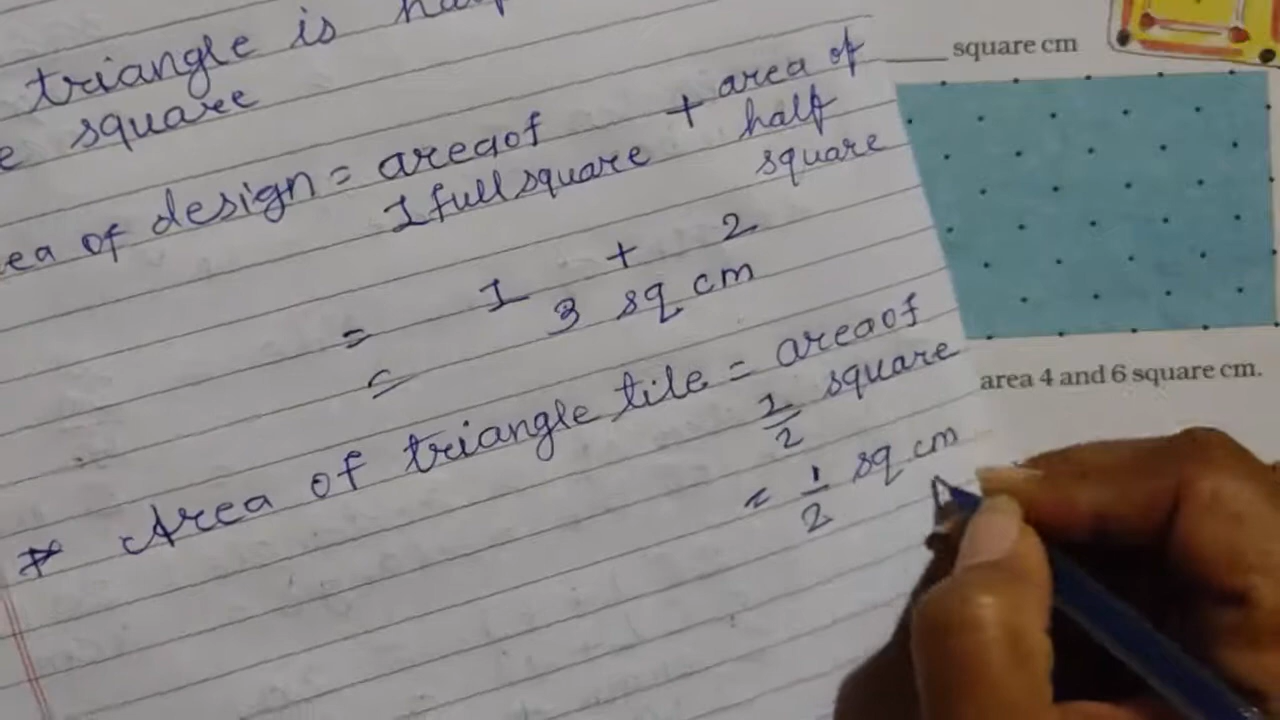 triangle is
square
_____ square cm
ea of design = area of + area of
1 full square half
square
= 1 + 2
= 3 sq cm
* Area of triangle tile = area of
1/2 square
= 1/2 sq cm
area 4 and 6 square cm.